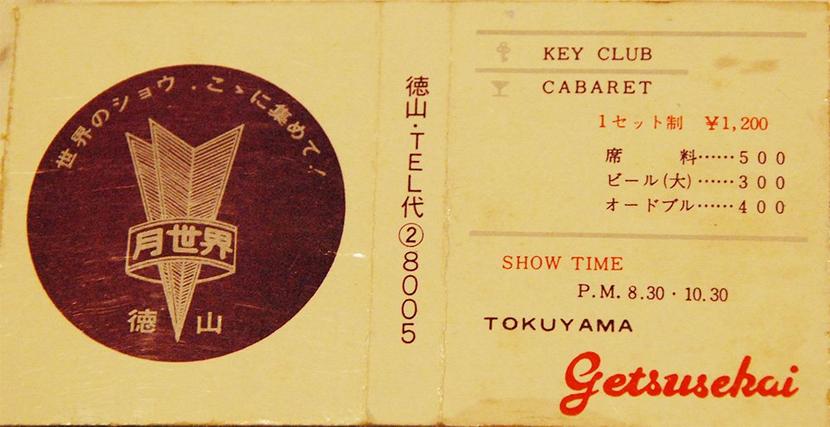 世界のショウ・こゝに集めて!
月世界
徳山
徳山・TEL代②8005
KEY CLUB
CABARET
1セット制 ¥1,200
席 料……500
ビール(大)……300
オードブル……400
SHOW TIME
P.M. 8.30・10.30
TOKUYAMA
Getsusekai